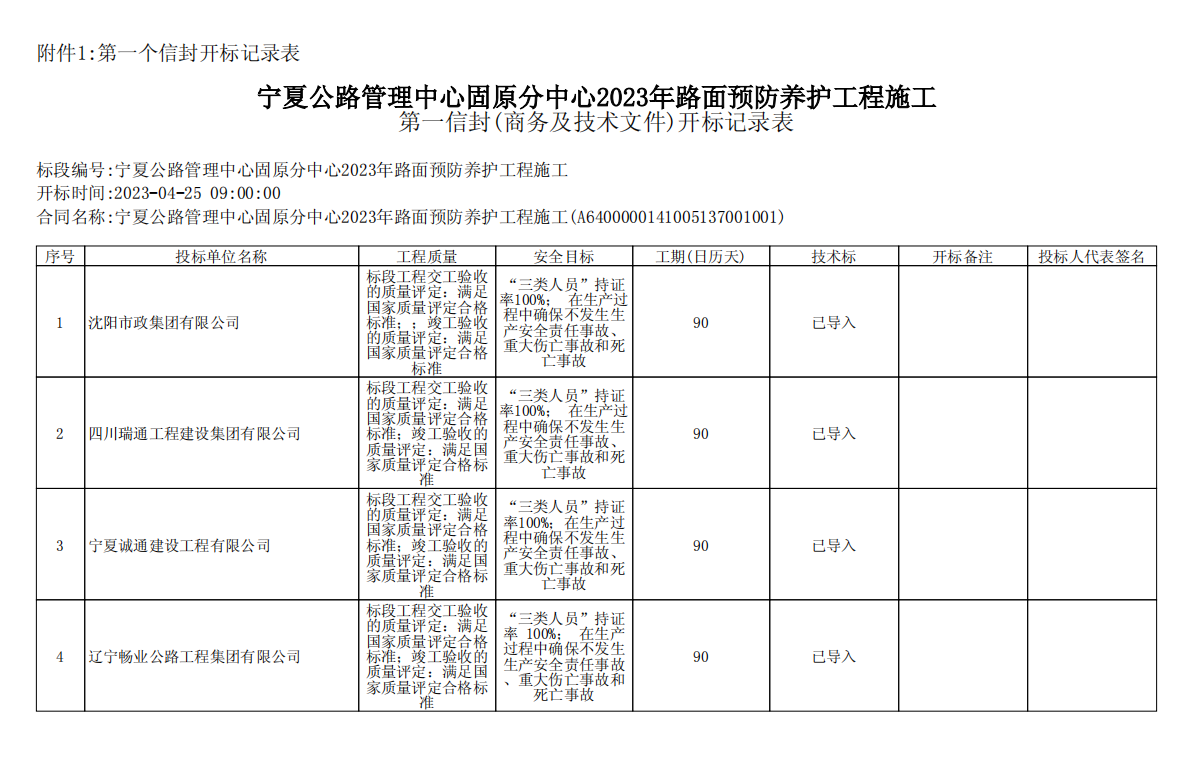 附件1:第一个信封开标记录表
宁夏公路管理中心固原分中心2023年路面预防养护工程施工
第一信封(商务及技术文件)开标记录表
标段编号:宁夏公路管理中心固原分中心2023年路面预防养护工程施工
开标时间:2023-04-25 09:00:00
合同名称:宁夏公路管理中心固原分中心2023年路面预防养护工程施工(A6400000141005137001001)
序号 投标单位名称 工程质量 安全目标 工期(日历天) 技术标 开标备注 投标人代表签名
1
沈阳市政集团有限公司
标段工程交工验收
的质量评定：满足
国家质量评定合格
标准；；竣工验收
的质量评定：满足
国家质量评定合格
标准
“三类人员”持证
率100%； 在生产过
程中确保不发生生
产安全责任事故、
重大伤亡事故和死
亡事故
90
已导入
2
四川瑞通工程建设集团有限公司
标段工程交工验收
的质量评定：满足
国家质量评定合格
标准；竣工验收的
质量评定：满足国
家质量评定合格标
准
“三类人员”持证
率100%； 在生产过
程中确保不发生生
产安全责任事故、
重大伤亡事故和死
亡事故
90
已导入
3
宁夏诚通建设工程有限公司
标段工程交工验收
的质量评定：满足
国家质量评定合格
标准；竣工验收的
质量评定：满足国
家质量评定合格标
准
“三类人员”持证
率100%；在生产过
程中确保不发生生
产安全责任事故、
重大伤亡事故和死
亡事故
90
已导入
4
辽宁畅业公路工程集团有限公司
标段工程交工验收
的质量评定：满足
国家质量评定合格
标准；竣工验收的
质量评定：满足国
家质量评定合格标
准
“三类人员”持证
率 100%； 在生产
过程中确保不发生
生产安全责任事故
、重大伤亡事故和
死亡事故
90
已导入